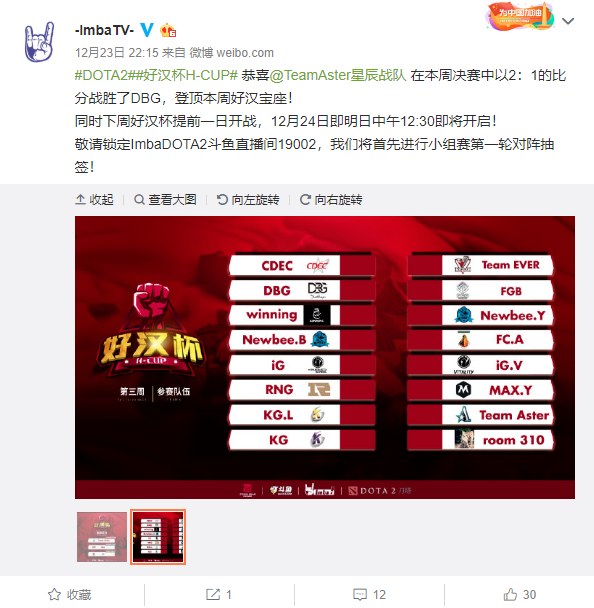 为中国加油
-ImbaTV-
12月23日 22:15 来自 微博 weibo.com
#DOTA2##好汉杯H-CUP# 恭喜@TeamAster星辰战队 在本周决赛中以2：1的比
分战胜了DBG，登顶本周好汉宝座！
同时下周好汉杯提前一日开战，12月24日即明日中午12:30即将开启！
敬请锁定ImbaDOTA2斗鱼直播间19002，我们将首先进行小组赛第一轮对阵抽
签！
收起 查看大图 向左旋转 向右旋转
好汉杯
H-CUP
第三周 参赛队伍
CDEC
DBG
winning
Newbee.B
iG
RNG
KG.L
KG
Team EVER
FGB
Newbee.Y
FC.A
iG.V
MAX.Y
Team Aster
room 310
斗鱼 DOTA 2
收藏 1 12 30